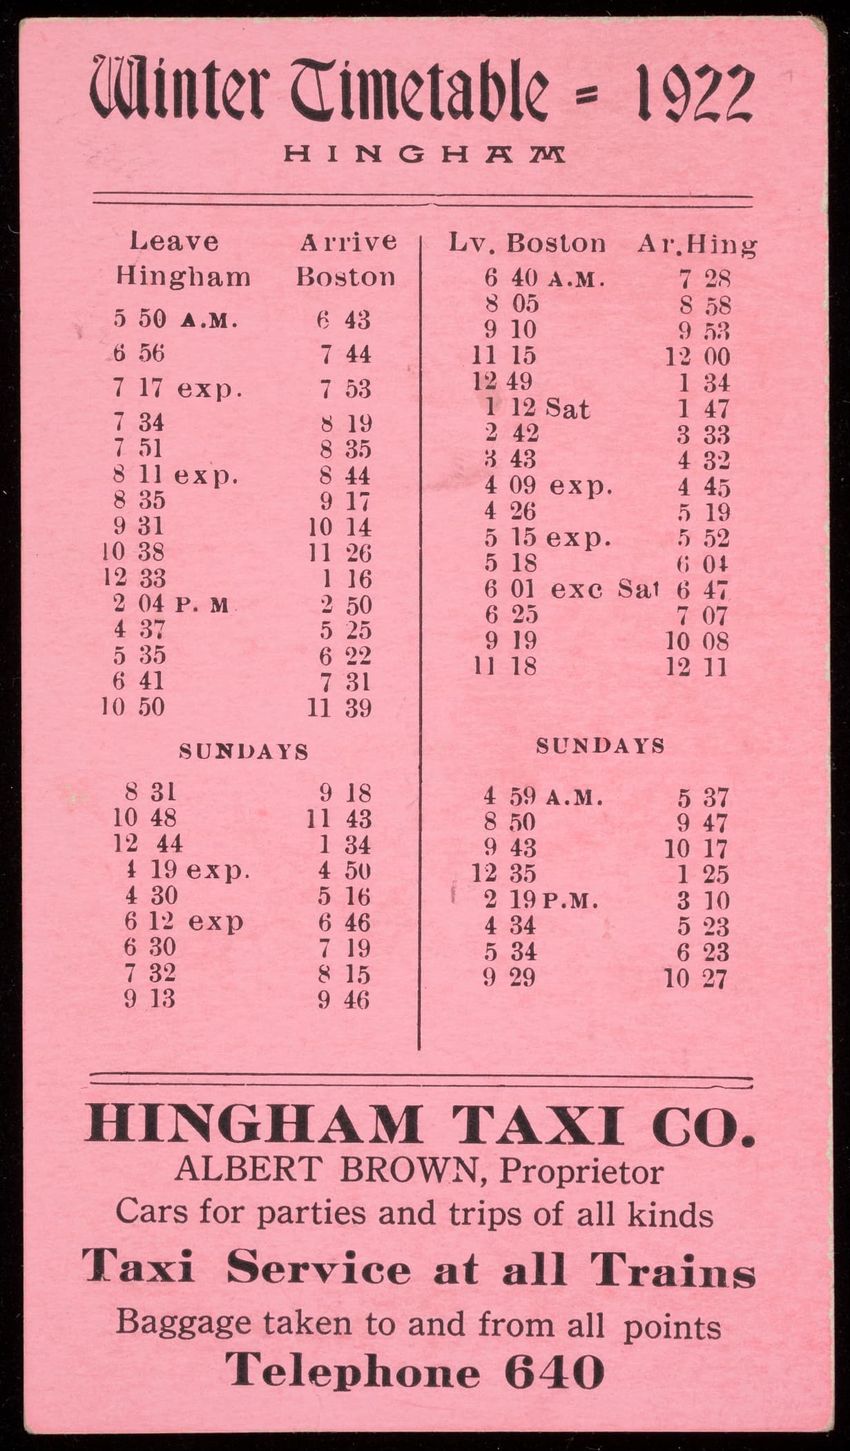 Winter Timetable = 1922
HINGHAM
Leave Arrive
Hingham Boston
5 50 A.M. 6 43
6 56 7 44
7 17 exp. 7 53
7 34 8 19
7 51 8 35
8 11 exp. 8 44
8 35 9 17
9 31 10 14
10 38 11 26
12 33 1 16
2 04 P. M 2 50
4 37 5 25
5 35 6 22
6 41 7 31
10 50 11 39
SUNDAYS
8 31 9 18
10 48 11 43
12 44 1 34
4 19 exp. 4 50
4 30 5 16
6 12 exp 6 46
6 30 7 19
7 32 8 15
9 13 9 46
Lv. Boston Ar.Hing
6 40 A.M. 7 28
8 05 8 58
9 10 9 53
11 15 12 00
12 49 1 34
1 12 Sat 1 47
2 42 3 33
3 43 4 32
4 09 exp. 4 45
4 26 5 19
5 15 exp. 5 52
5 18 6 04
6 01 exc Sat 6 47
6 25 7 07
9 19 10 08
11 18 12 11
SUNDAYS
4 59 A.M. 5 37
8 50 9 47
9 43 10 17
12 35 1 25
2 19 P.M. 3 10
4 34 5 23
5 34 6 23
9 29 10 27
HINGHAM TAXI CO.
ALBERT BROWN, Proprietor
Cars for parties and trips of all kinds
Taxi Service at all Trains
Baggage taken to and from all points
Telephone 640